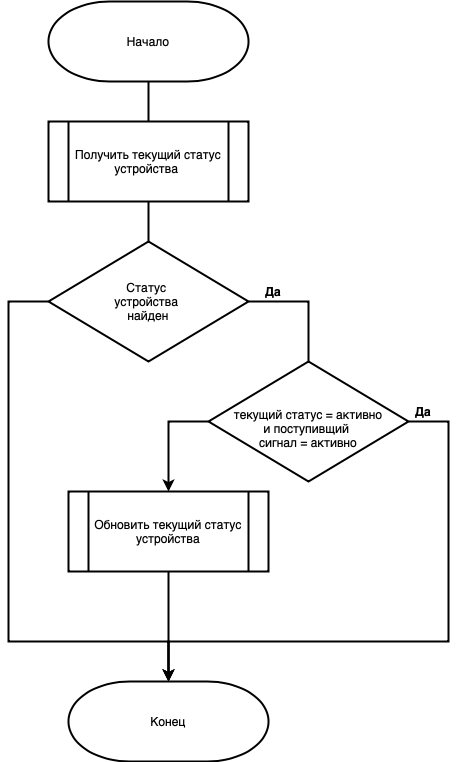 Начало
Получить текущий статус
устройства
Статус
устройства
найден
Да
текущий статус = активно
и поступивщий
сигнал = активно
Да
Обновить текущий статус
устройства
Конец